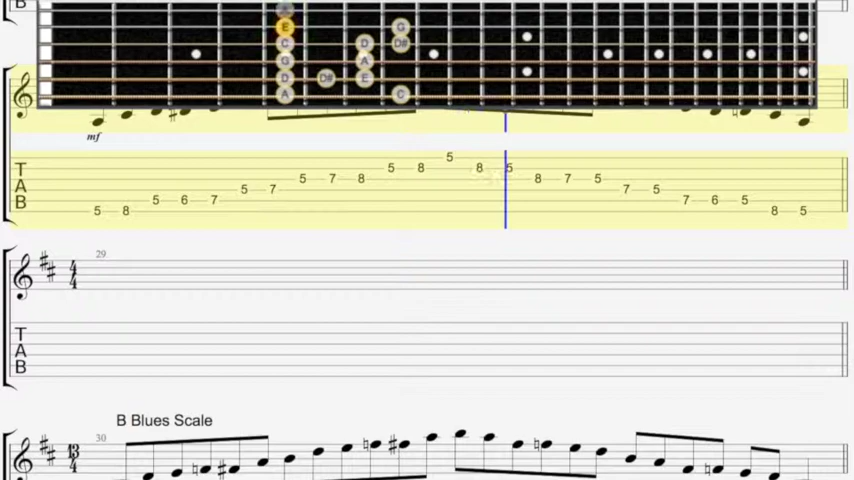 B
A
E G
C D D#
G A
D D# E
A C
mf
T A B
5 8 5 6 7 5 7 5 7 8 5 8 5 8 5 8 7 5 7 5 7 6 5 8 5
29
4 4
T A B
B Blues Scale
30
13 4